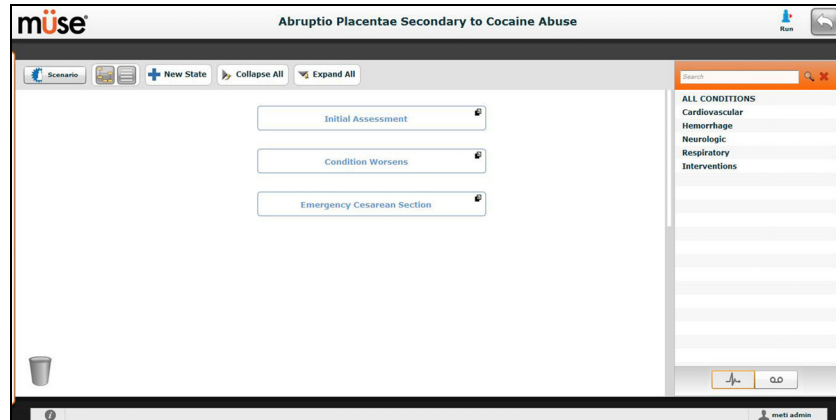 müse
Abruptio Placentae Secondary to Cocaine Abuse
Run
Scenario
New State
Collapse All
Expand All
Search
Initial Assessment
Condition Worsens
Emergency Cesarean Section
ALL CONDITIONS
Cardiovascular
Hemorrhage
Neurologic
Respiratory
Interventions
meti admin